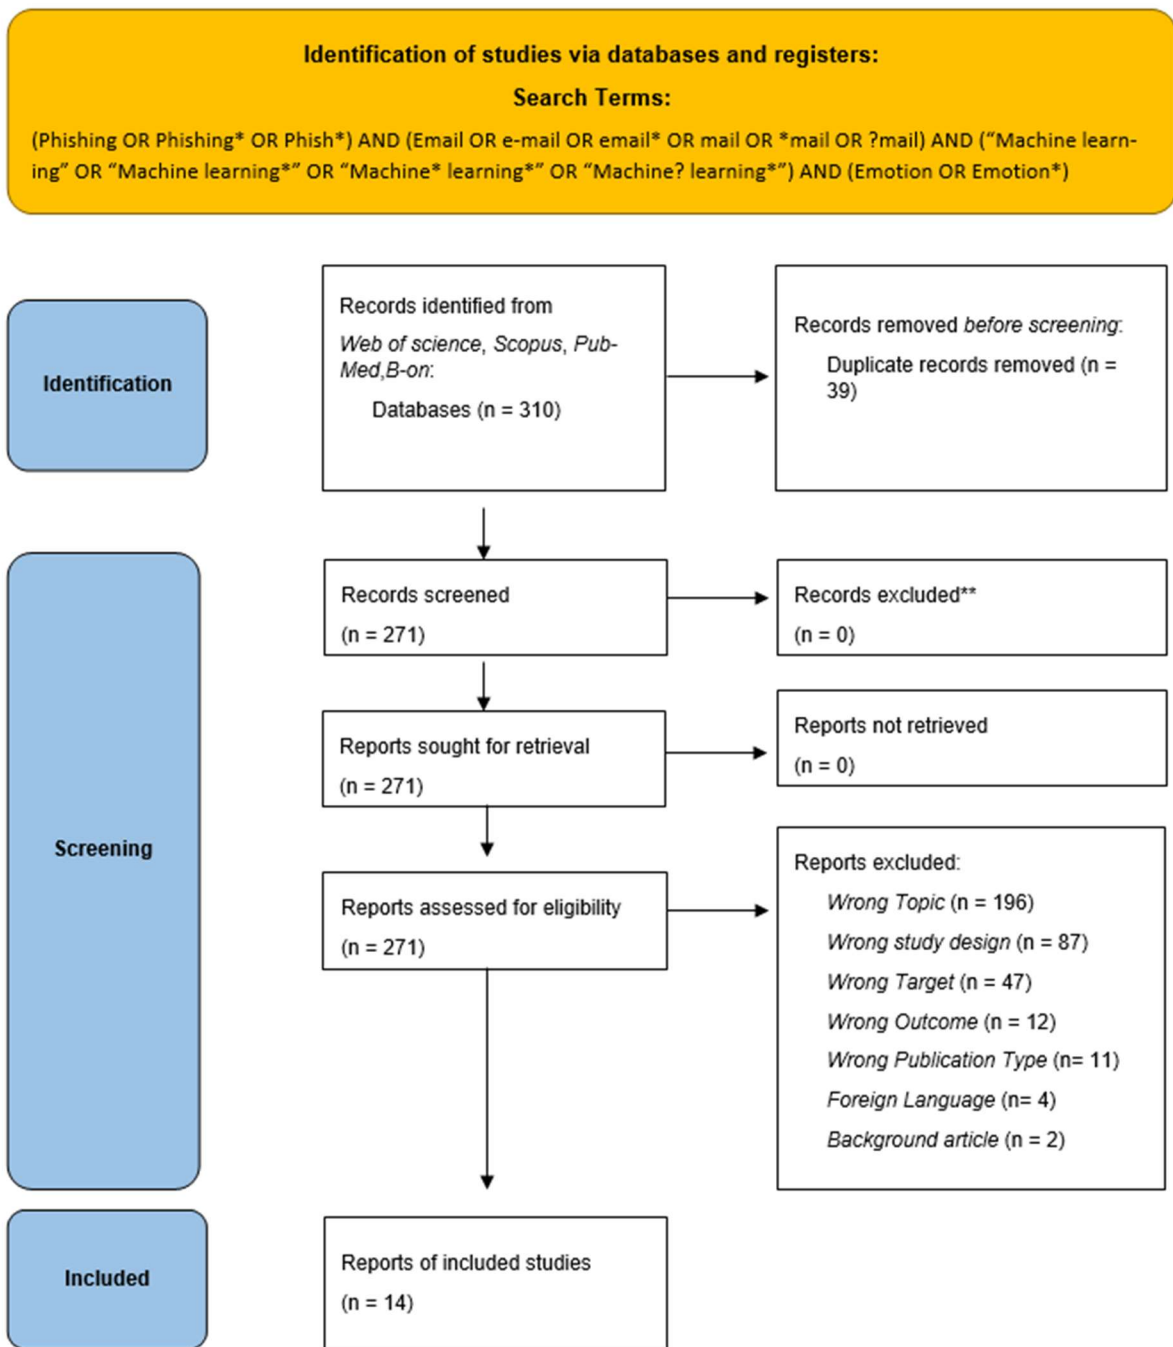 Identification of studies via databases and registers:
Search Terms:
(Phishing OR Phishing* OR Phish*) AND (Email OR e-mail OR email* OR mail OR *mail OR ?mail) AND (“Machine learn-
ing” OR “Machine learning*” OR “Machine* learning*” OR “Machine? learning*”) AND (Emotion OR Emotion*)
Identification
Records identified from
Web of science, Scopus, Pub-
Med,B-on:
Databases (n = 310)
Records removed before screening:
Duplicate records removed (n =
39)
Screening
Records screened
(n = 271)
Records excluded**
(n = 0)
Reports sought for retrieval
(n = 271)
Reports not retrieved
(n = 0)
Reports assessed for eligibility
(n = 271)
Reports excluded:
Wrong Topic (n = 196)
Wrong study design (n = 87)
Wrong Target (n = 47)
Wrong Outcome (n = 12)
Wrong Publication Type (n= 11)
Foreign Language (n= 4)
Background article (n = 2)
Included
Reports of included studies
(n = 14)